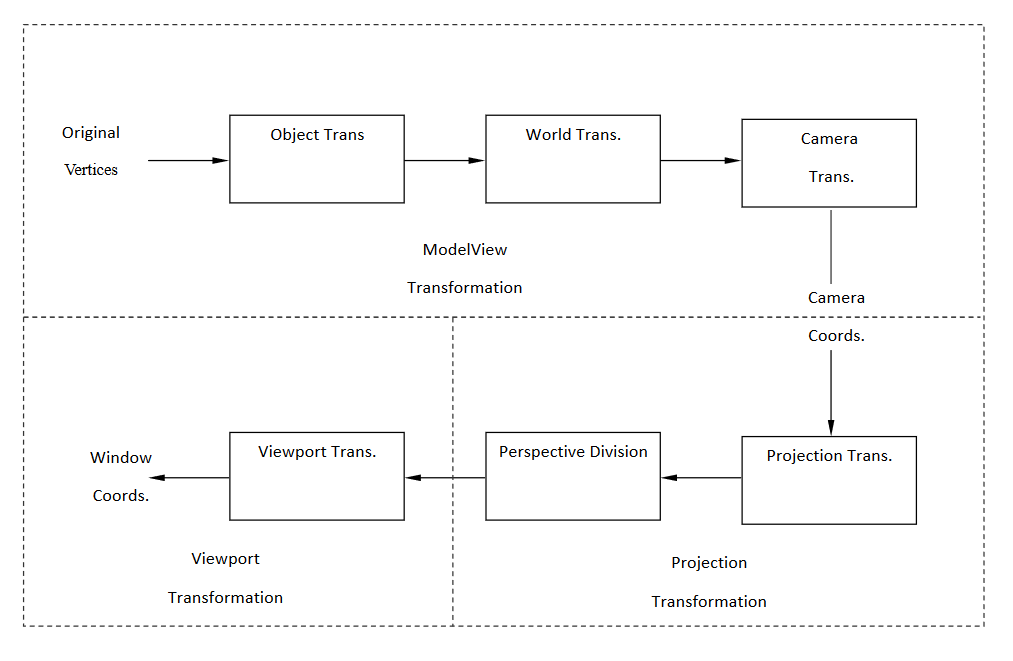 Original
Vertices
Object Trans
World Trans.
Camera
Trans.
ModelView
Transformation
Camera
Coords.
Window
Coords.
Viewport Trans.
Perspective Division
Projection Trans.
Viewport
Transformation
Projection
Transformation